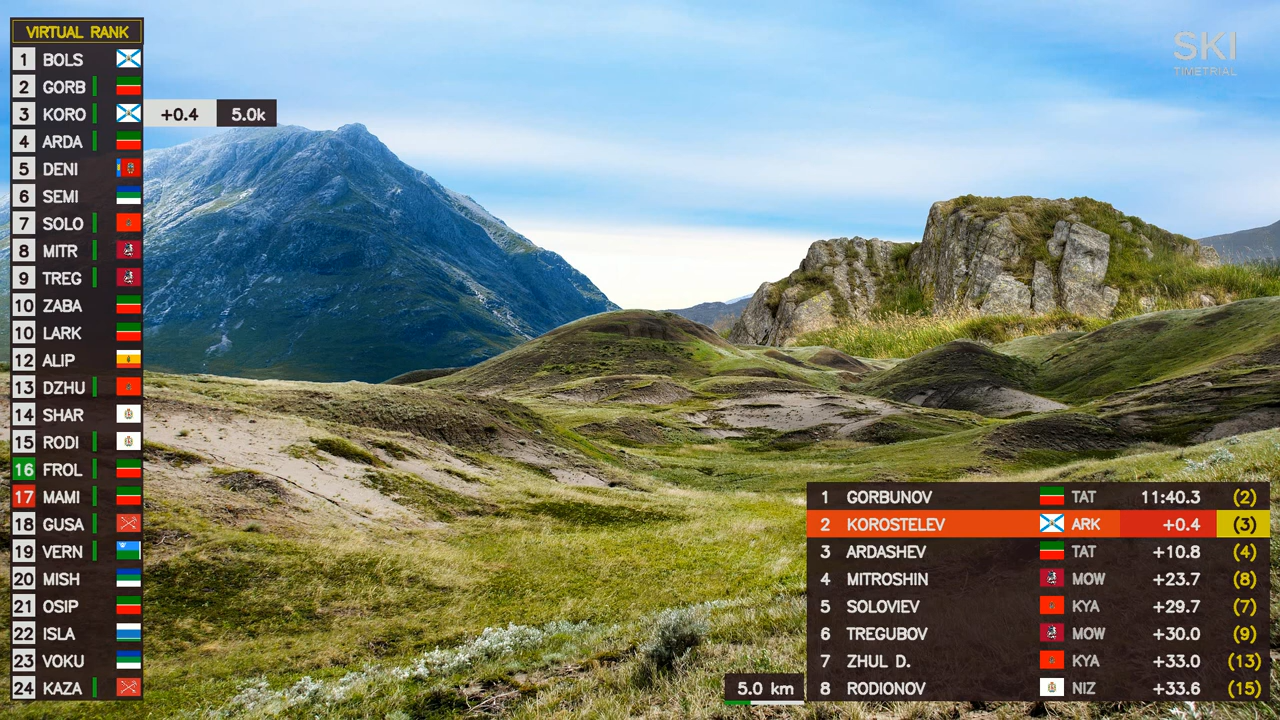 VIRTUAL RANK
1 BOLS
2 GORB
3 KORO +0.4 5.0k
4 ARDA
5 DENI
6 SEMI
7 SOLO
8 MITR
9 TREG
10 ZABA
10 LARK
12 ALIP
13 DZHU
14 SHAR
15 RODI
16 FROL
17 MAMI
18 GUSA
19 VERN
20 MISH
21 OSIP
22 ISLA
23 VOKU
24 KAZA
SKI
TIMETRIAL
1 GORBUNOV TAT 11:40.3 (2)
2 KOROSTELEV ARK +0.4 (3)
3 ARDASHEV TAT +10.8 (4)
4 MITROSHIN MOW +23.7 (8)
5 SOLOVIEV KYA +29.7 (7)
6 TREGUBOV MOW +30.0 (9)
7 ZHUL D. KYA +33.0 (13)
8 RODIONOV NIZ +33.6 (15)
5.0 km